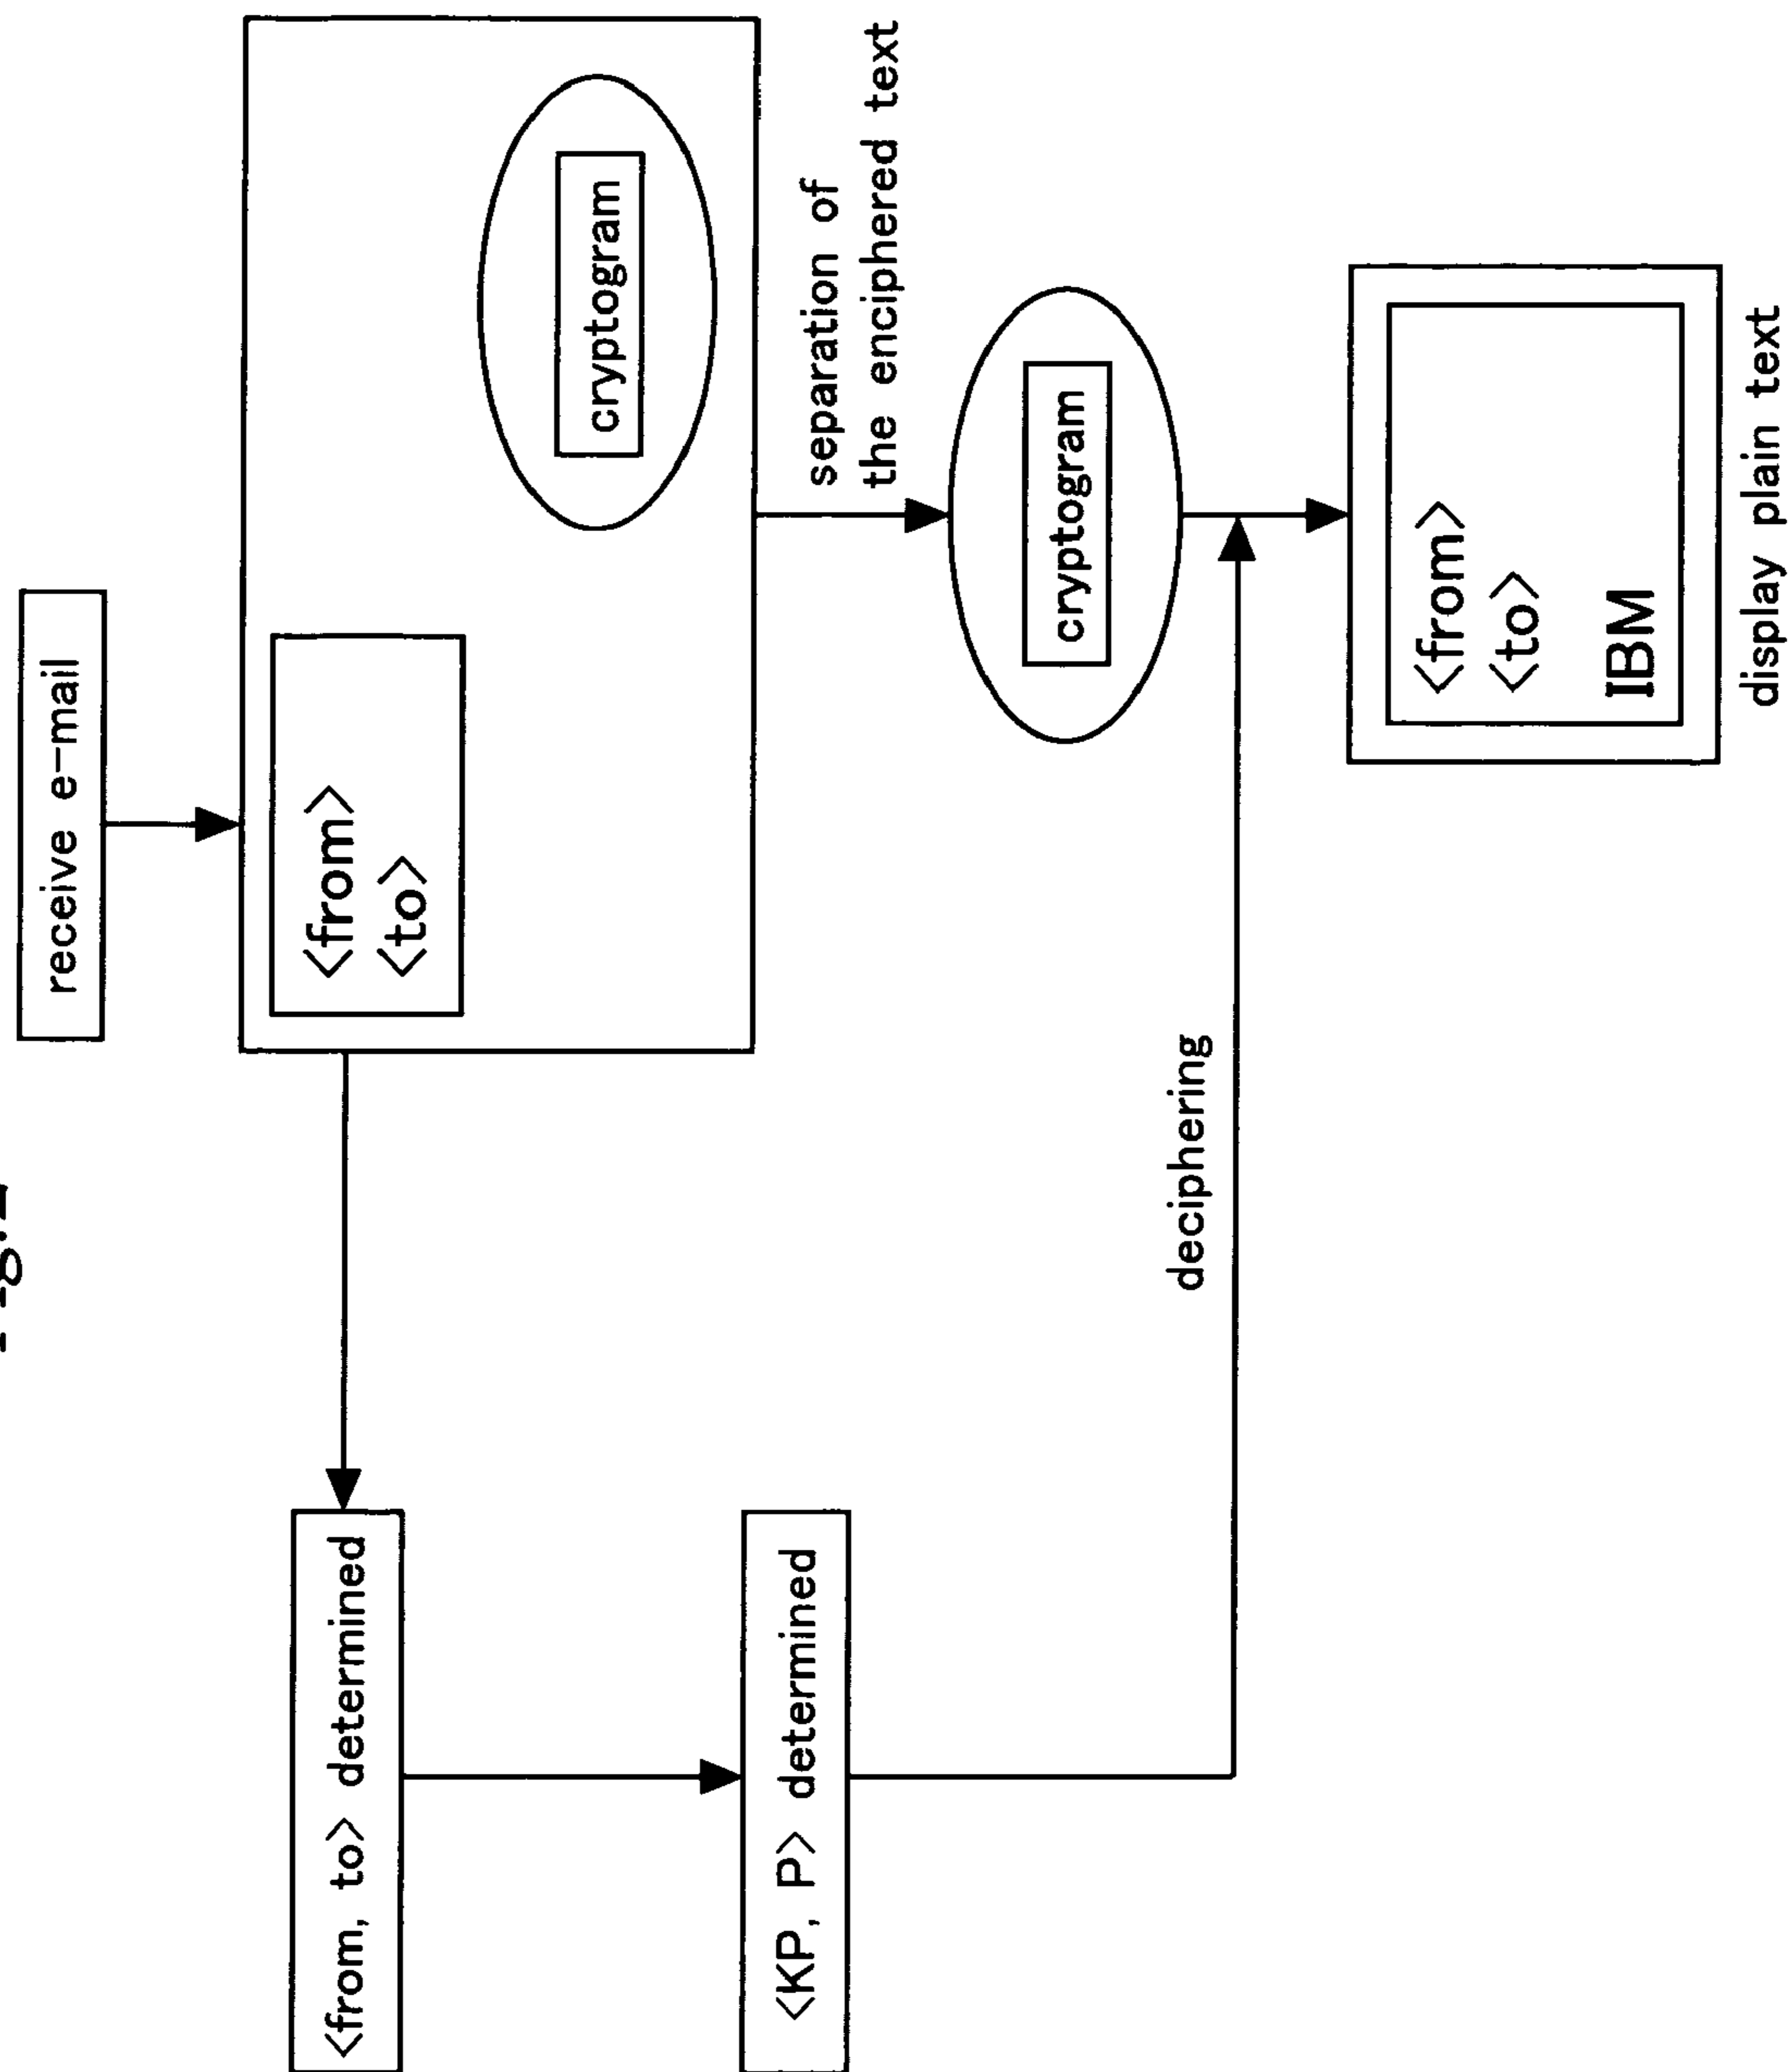 receive e-mail
<from>
<to>
cryptogram
<from, to> determined
separation of
the enciphered text
cryptogram
<KP, P> determined
deciphering
<from>
<to>
IBM
display plain text